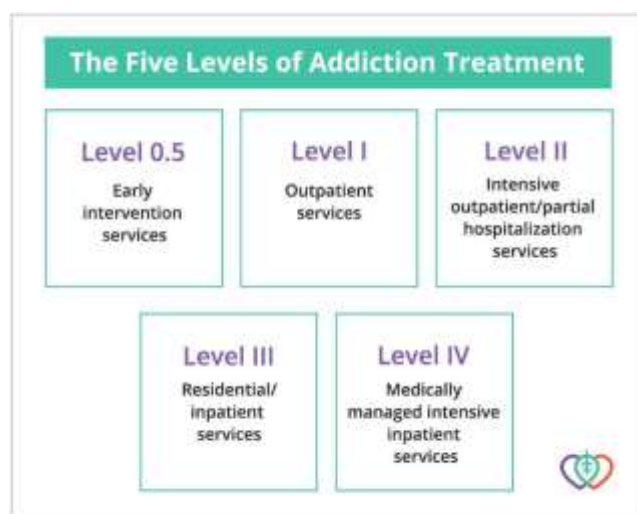 The Five Levels of Addiction Treatment
Level 0.5
Early
intervention
services
Level I
Outpatient
services
Level II
Intensive
outpatient/partial
hospitalization
services
Level III
Residential/
inpatient
services
Level IV
Medically
managed intensive
inpatient
services